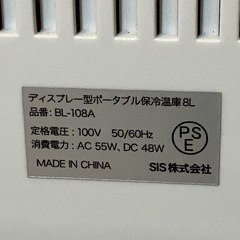 ディスプレー型ポータブル保冷温庫8L
品番: BL-108A
定格電圧: 100V 50/60Hz
消費電力: AC 55W, DC 48W
PS
E
MADE IN CHINA SIS株式会社